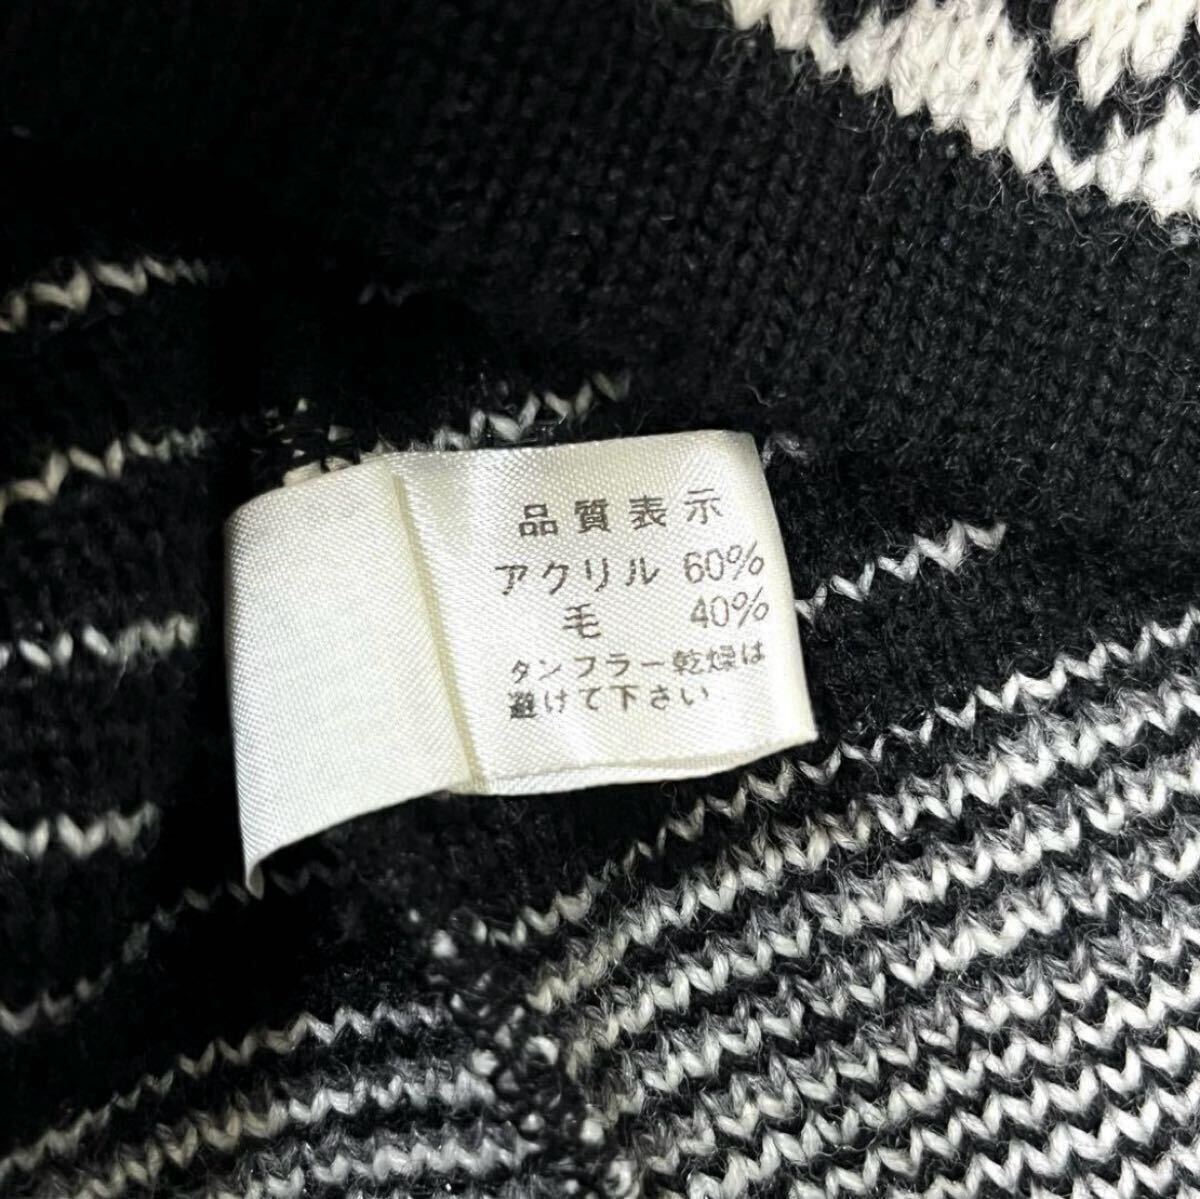 品質表示
アクリル 60%
毛 40%
タンフラー乾燥は
避けて下さい